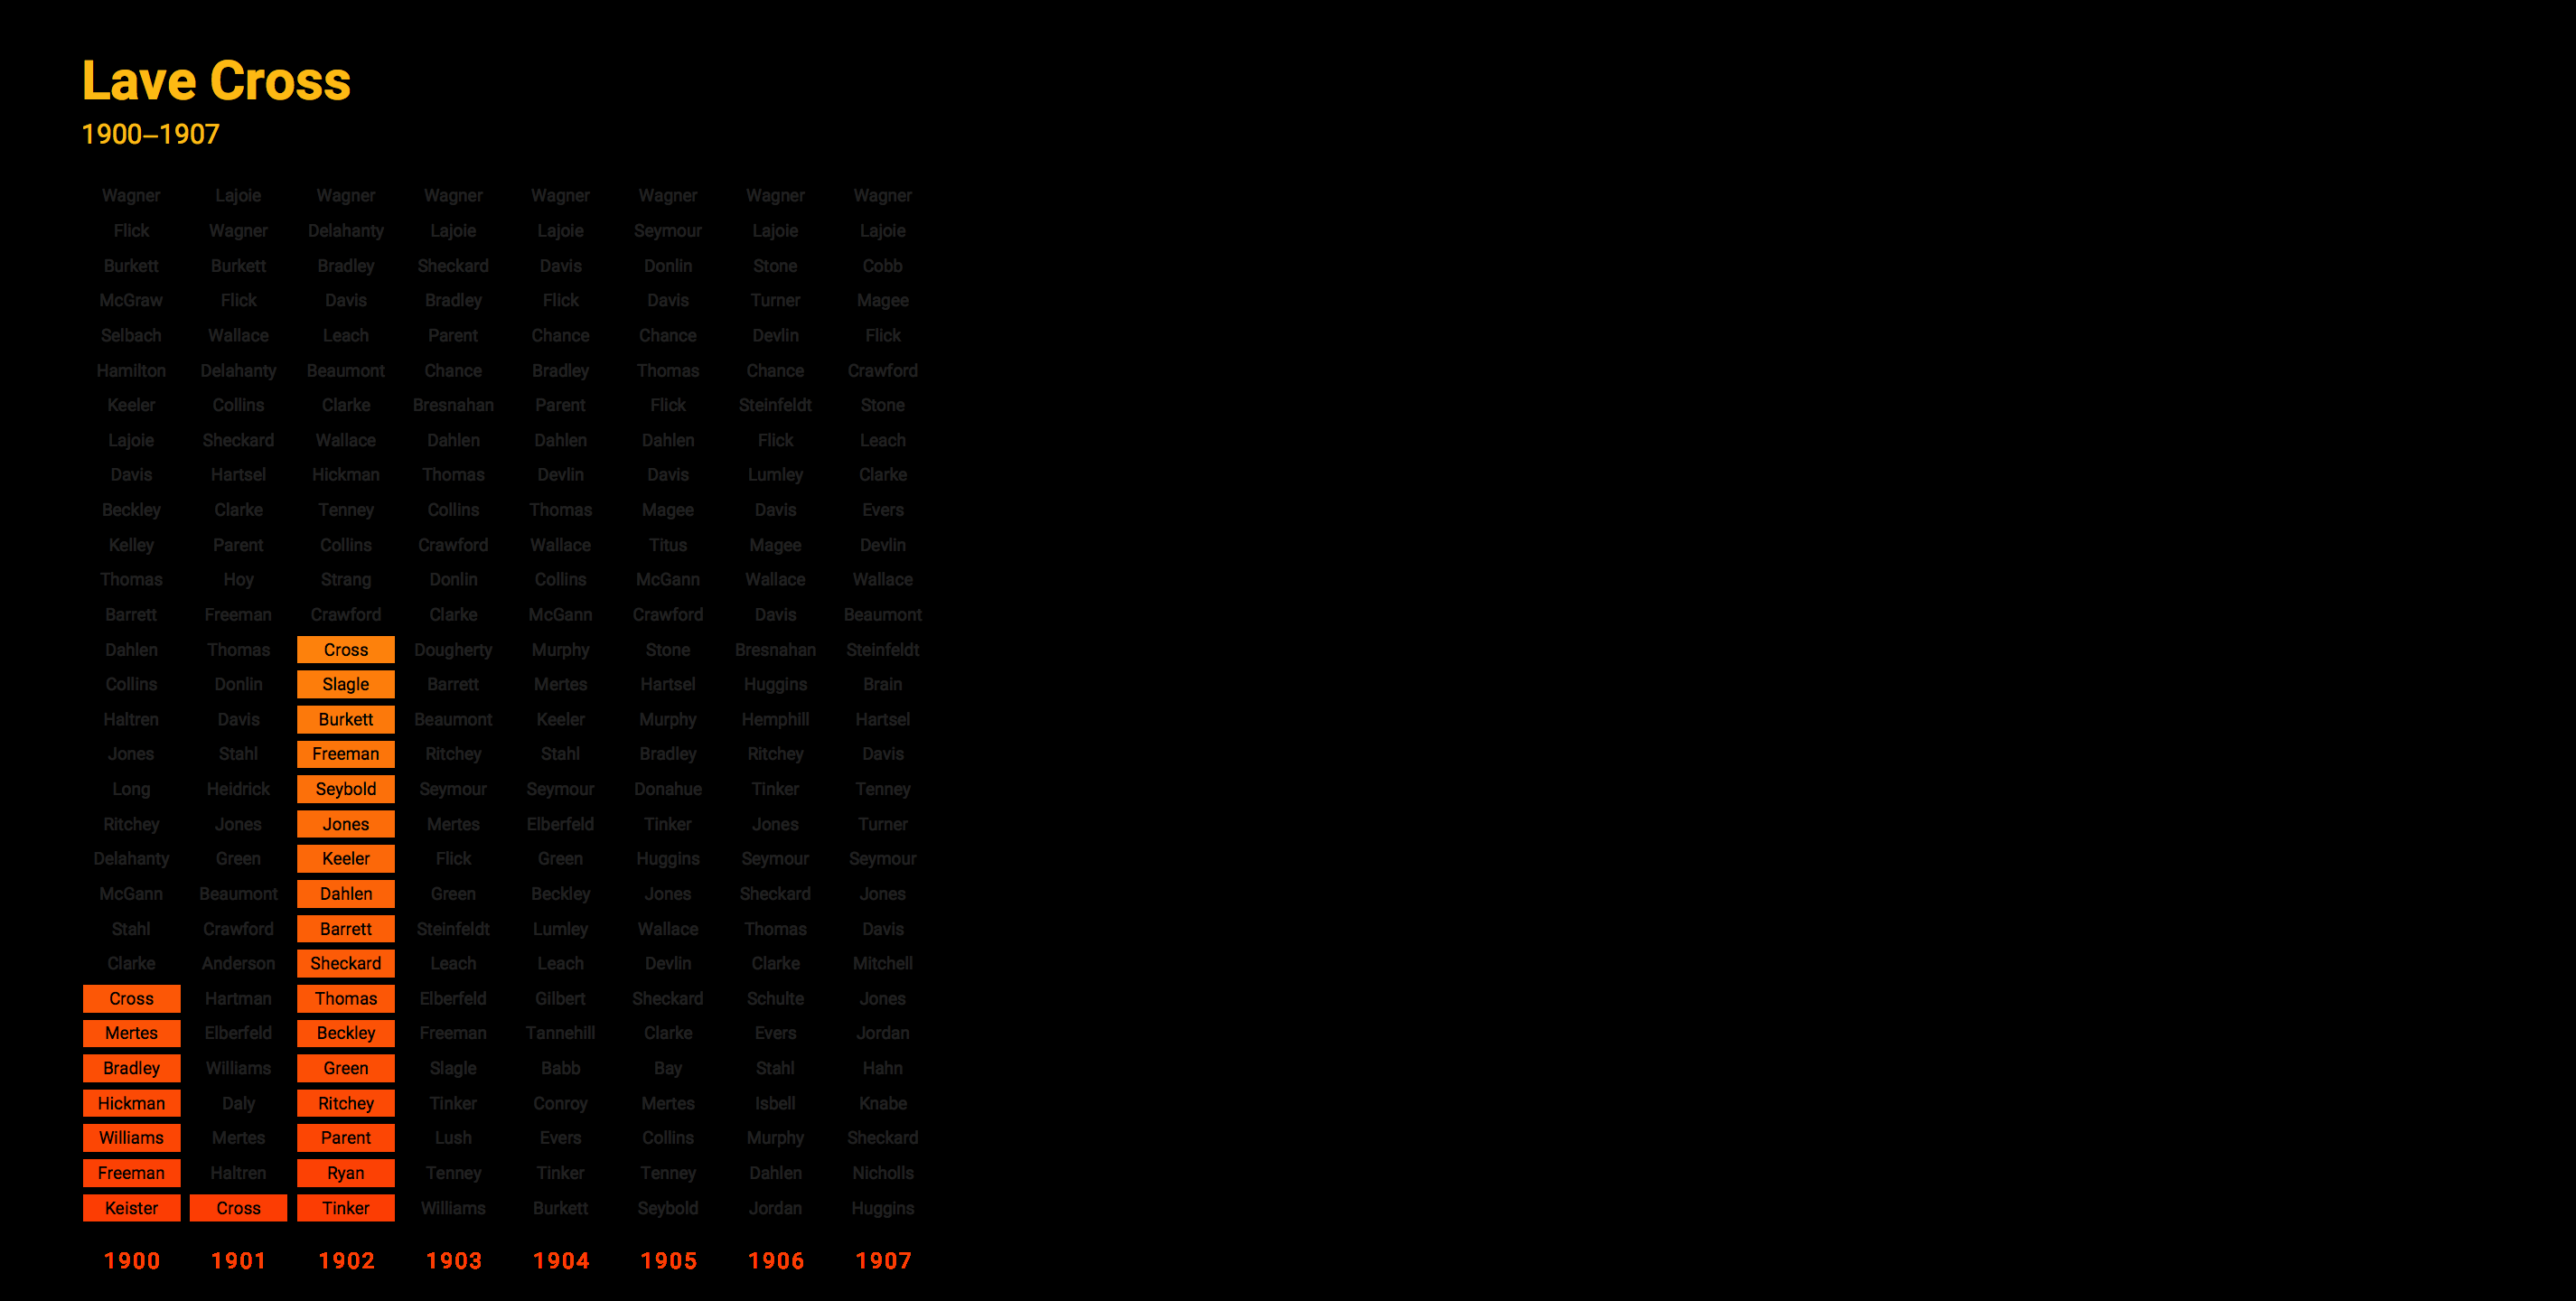 Lave Cross
1900–1907
Wagner Lajoie Wagner Wagner Wagner Wagner Wagner Wagner
Flick Wagner Delahanty Lajoie Lajoie Seymour Lajoie Lajoie
Burkett Burkett Bradley Sheckard Davis Donlin Stone Cobb
McGraw Flick Davis Bradley Flick Davis Turner Magee
Selbach Wallace Leach Parent Chance Chance Devlin Flick
Hamilton Delahanty Beaumont Chance Bradley Thomas Chance Crawford
Keeler Collins Clarke Bresnahan Parent Flick Steinfeldt Stone
Lajoie Sheckard Wallace Dahlen Dahlen Dahlen Flick Leach
Davis Hartsel Hickman Thomas Devlin Davis Lumley Clarke
Beckley Clarke Tenney Collins Thomas Magee Davis Evers
Kelley Parent Collins Crawford Wallace Titus Magee Devlin
Thomas Hoy Strang Donlin Collins McGann Wallace Wallace
Barrett Freeman Crawford Clarke McGann Crawford Davis Beaumont
Dahlen Thomas Cross Dougherty Murphy Stone Bresnahan Steinfeldt
Collins Donlin Slagle Barrett Mertes Hartsel Huggins Brain
Haltren Davis Burkett Beaumont Keeler Murphy Hemphill Hartsel
Jones Stahl Freeman Ritchey Stahl Bradley Ritchey Davis
Long Heidrick Seybold Seymour Seymour Donahue Tinker Tenney
Ritchey Jones Jones Mertes Elberfeld Tinker Jones Turner
Delahanty Green Keeler Flick Green Huggins Seymour Seymour
McGann Beaumont Dahlen Green Beckley Jones Sheckard Jones
Stahl Crawford Barrett Steinfeldt Lumley Wallace Thomas Davis
Clarke Anderson Sheckard Leach Leach Devlin Clarke Mitchell
Cross Hartman Thomas Elberfeld Gilbert Sheckard Schulte Jones
Mertes Elberfeld Beckley Freeman Tannehill Clarke Evers Jordan
Bradley Williams Green Slagle Babb Bay Stahl Hahn
Hickman Daly Ritchey Tinker Conroy Mertes Isbell Knabe
Williams Mertes Parent Lush Evers Collins Murphy Sheckard
Freeman Haltren Ryan Tenney Tinker Tenney Dahlen Nicholls
Keister Cross Tinker Williams Burkett Seybold Jordan Huggins
1900 1901 1902 1903 1904 1905 1906 1907